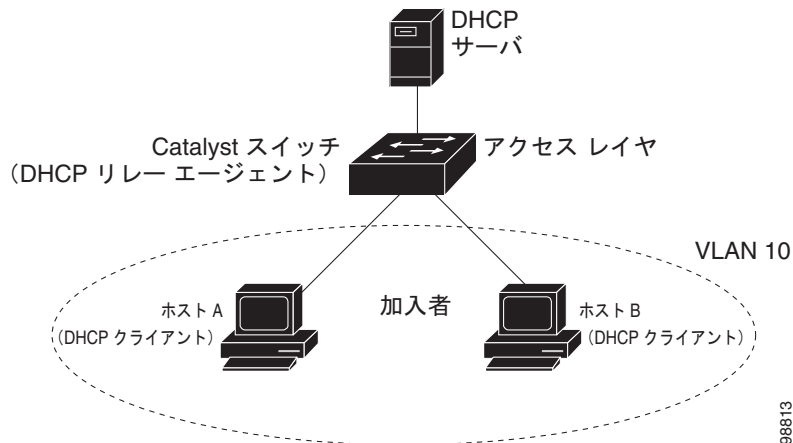 DHCP
サーバ
Catalyst スイッチ
（DHCP リレー エージェント）
アクセス レイヤ
VLAN 10
ホスト A
（DHCP クライアント）
加入者
ホスト B
（DHCP クライアント）
98813